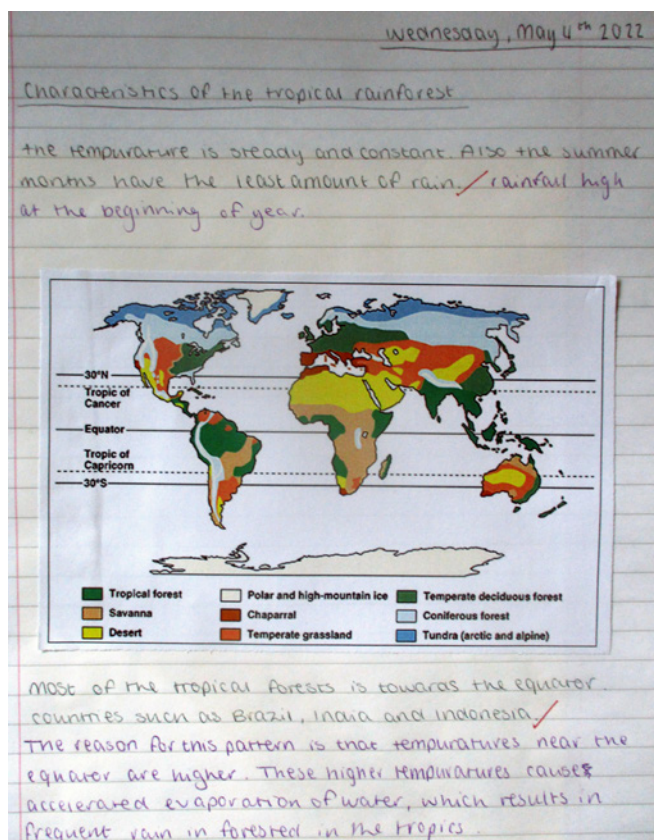 Wednesday, May 4th 2022
Characteristics of the tropical rainforest
the tempurature is steady and constant. Also the summer
months have the least amount of rain. rainfall high
at the beginning of year.
30°N
Tropic of
Cancer
Equator
Tropic of
Capricorn
30°S
Tropical forest
Savanna
Desert
Polar and high-mountain ice
Chaparral
Temperate grassland
Temperate deciduous forest
Coniferous forest
Tundra (arctic and alpine)
Most of the tropical forests is towards the equator.
countries such as Brazil, India and Indonesia.
The reason for this pattern is that tempuratures near the
equator are higher. These higher tempuratures causes
accelerated evaporation of water, which results in
frequent rain in forested in the tropics.